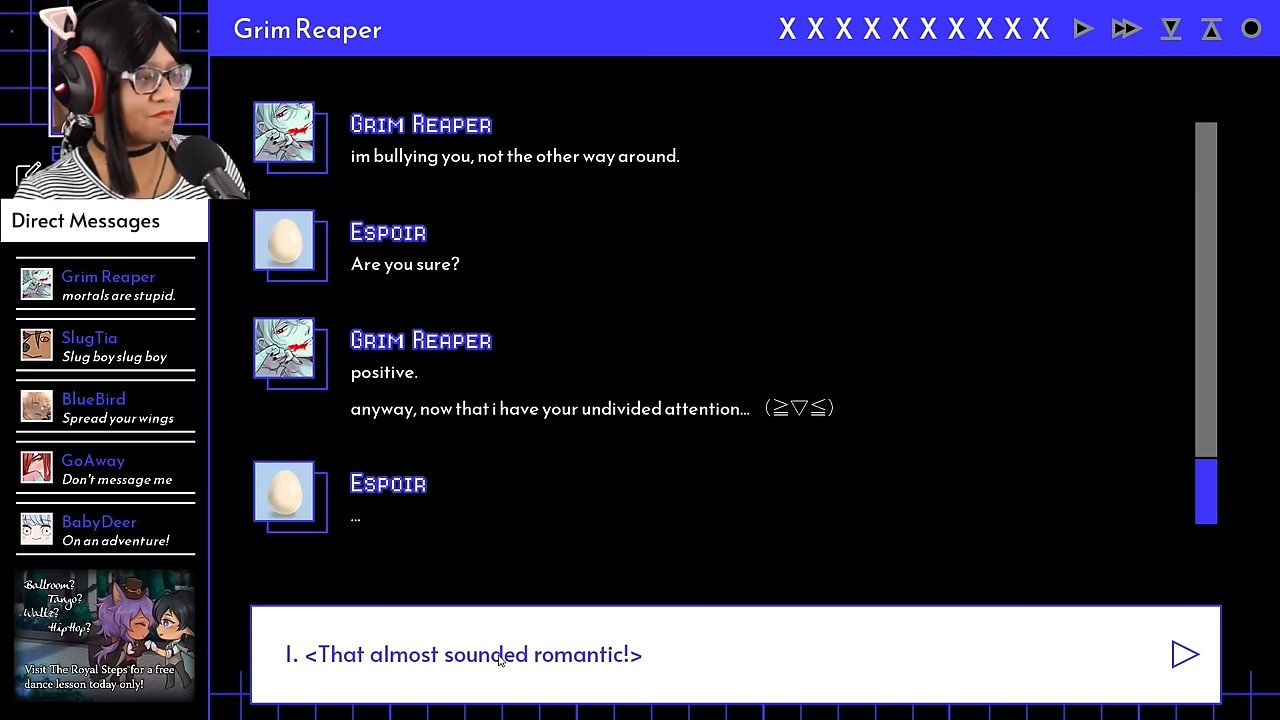 Grim Reaper
X X X X X X X X X X
Grim Reaper
im bullying you, not the other way around.
Espoir
Are you sure?
Grim Reaper
positive.
anyway, now that i have your undivided attention... (≧▽≦)
Espoir
...
1. <That almost sounded romantic!>
Direct Messages
Grim Reaper
mortals are stupid.
SlugTia
Slug boy slug boy
BlueBird
Spread your wings
GoAway
Don't message me
BabyDeer
On an adventure!
Ballroom?
Tango?
Waltz?
HipHop?
Visit The Royal Steps for a free
dance lesson today only!